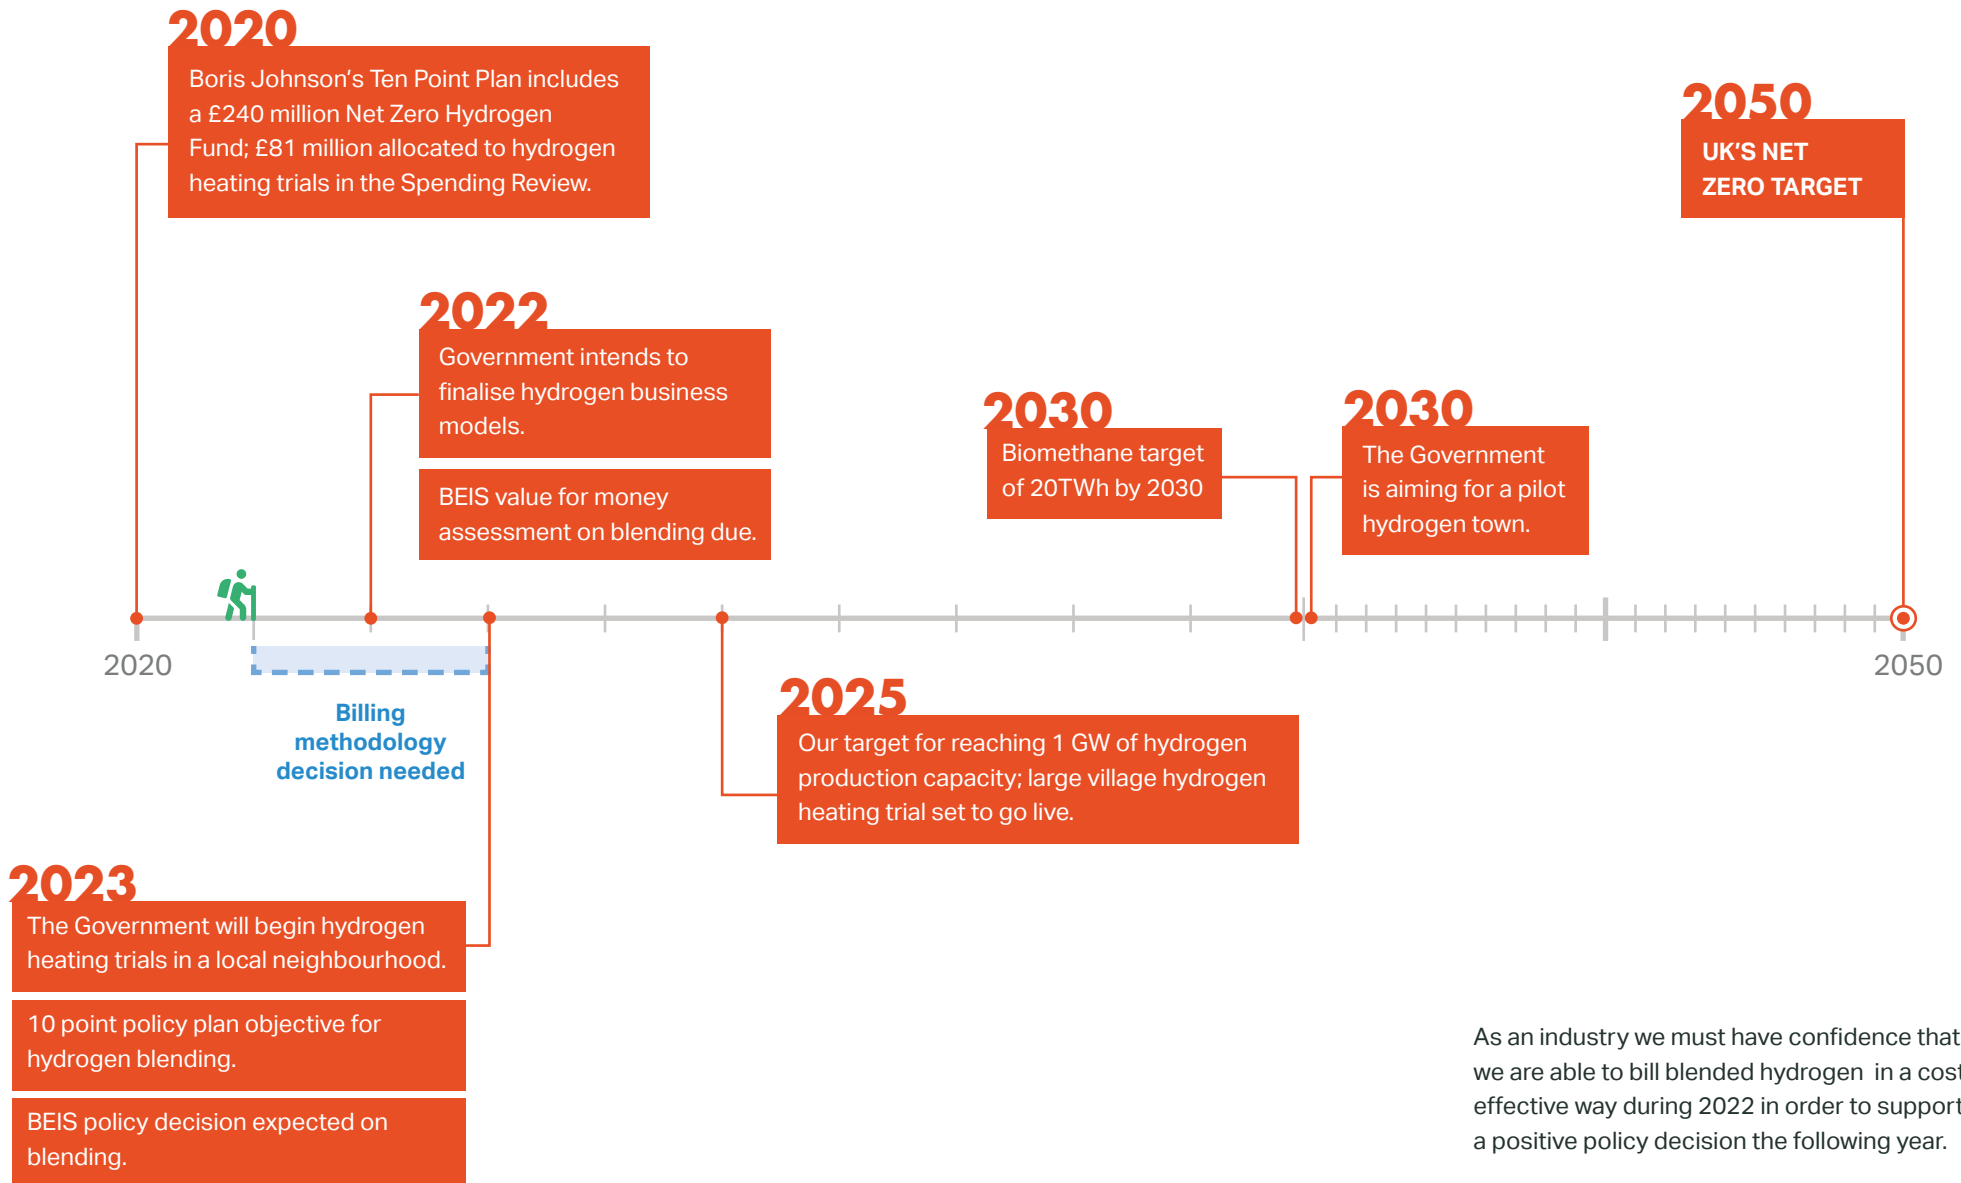 2020
Boris Johnson's Ten Point Plan includes
a £240 million Net Zero Hydrogen
Fund; £81 million allocated to hydrogen
heating trials in the Spending Review.
2050
UK'S NET
ZERO TARGET
2022
Government intends to
finalise hydrogen business
models.
BEIS value for money
assessment on blending due.
2030
Biomethane target
of 20TWh by 2030
2030
The Government
is aiming for a pilot
hydrogen town.
2020
2050
Billing
methodology
decision needed
2025
Our target for reaching 1 GW of hydrogen
production capacity; large village hydrogen
heating trial set to go live.
2023
The Government will begin hydrogen
heating trials in a local neighbourhood.
10 point policy plan objective for
hydrogen blending.
BEIS policy decision expected on
blending.
As an industry we must have confidence that
we are able to bill blended hydrogen in a cost
effective way during 2022 in order to support
a positive policy decision the following year.